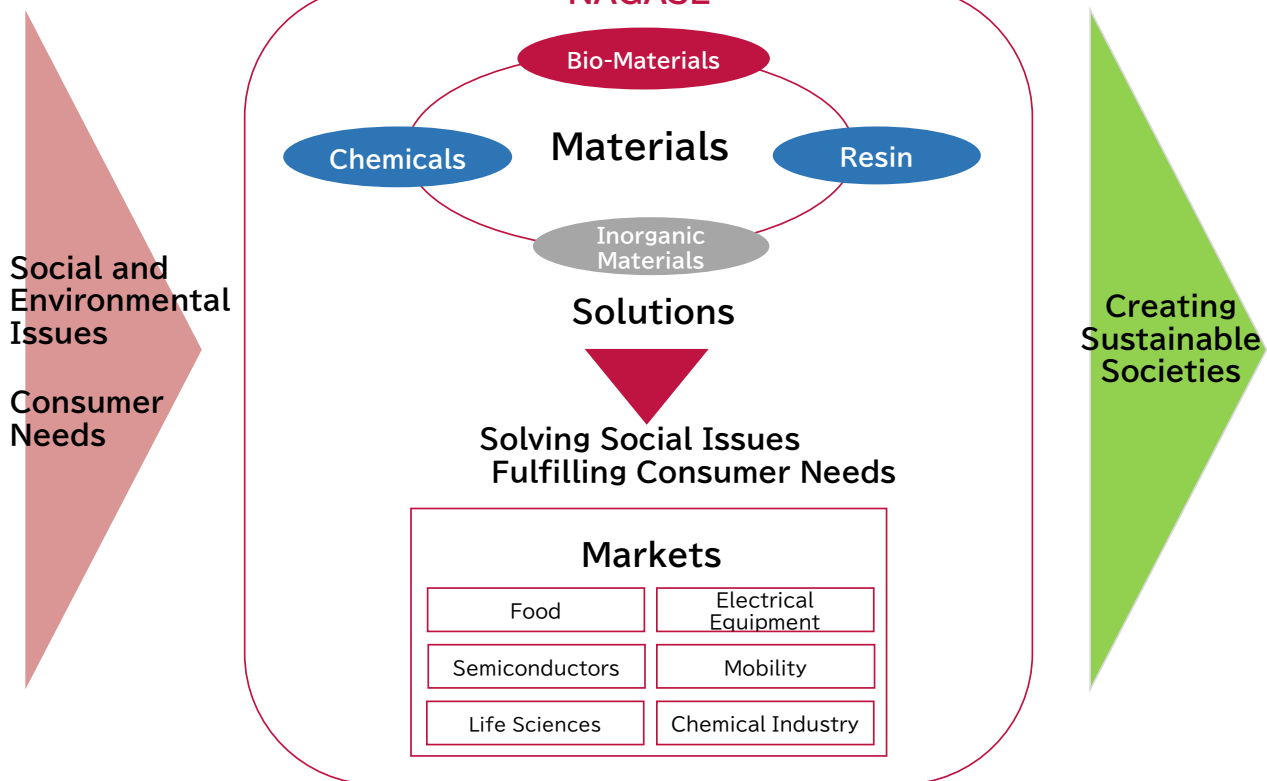 NAGASE
Bio-Materials
Chemicals
Materials
Resin
Inorganic
Materials
Solutions
Social and
Environmental
Issues
Consumer
Needs
Solving Social Issues
Fulfilling Consumer Needs
Markets
Food
Electrical
Equipment
Semiconductors
Mobility
Life Sciences
Chemical Industry
Creating
Sustainable
Societies